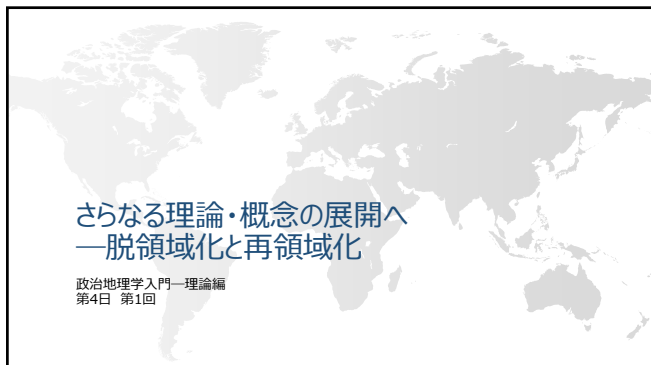 さらなる理論・概念の展開へ
―脱領域化と再領域化
政治地理学入門―理論編
第4日 第1回